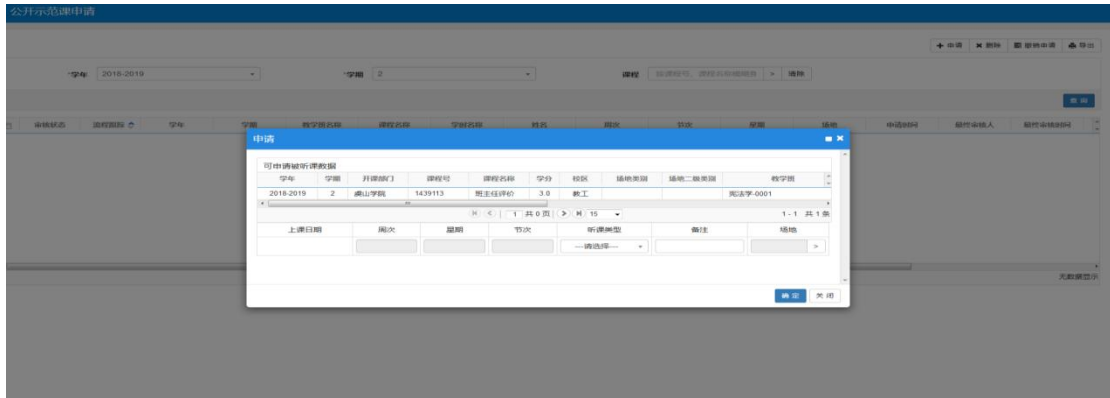 公开示范课申请
申请 删除 撤销申请 导出
*学年 2018-2019 *学期 2 课程 清除
查 询
审核状态 流程跟踪 学年 学期 教学班名称 课程名称 学时名称 姓名 周次 节次 星期 场地 申请时间 最终审核人 最终审核时间
申请
可申请被听课数据
学年 学期 开课部门 课程号 课程名称 学分 校区 场地类别 场地二级类别 教学班
2018-2019 2 虞山学院 1439113 班主任评价 3.0 教工 宪法学-0001
1 共 0 页 15 1 - 1 共 1 条
上课日期 周次 星期 节次 听课类型 备注 场地
---请选择--- >
无数据显示
确 定 关 闭